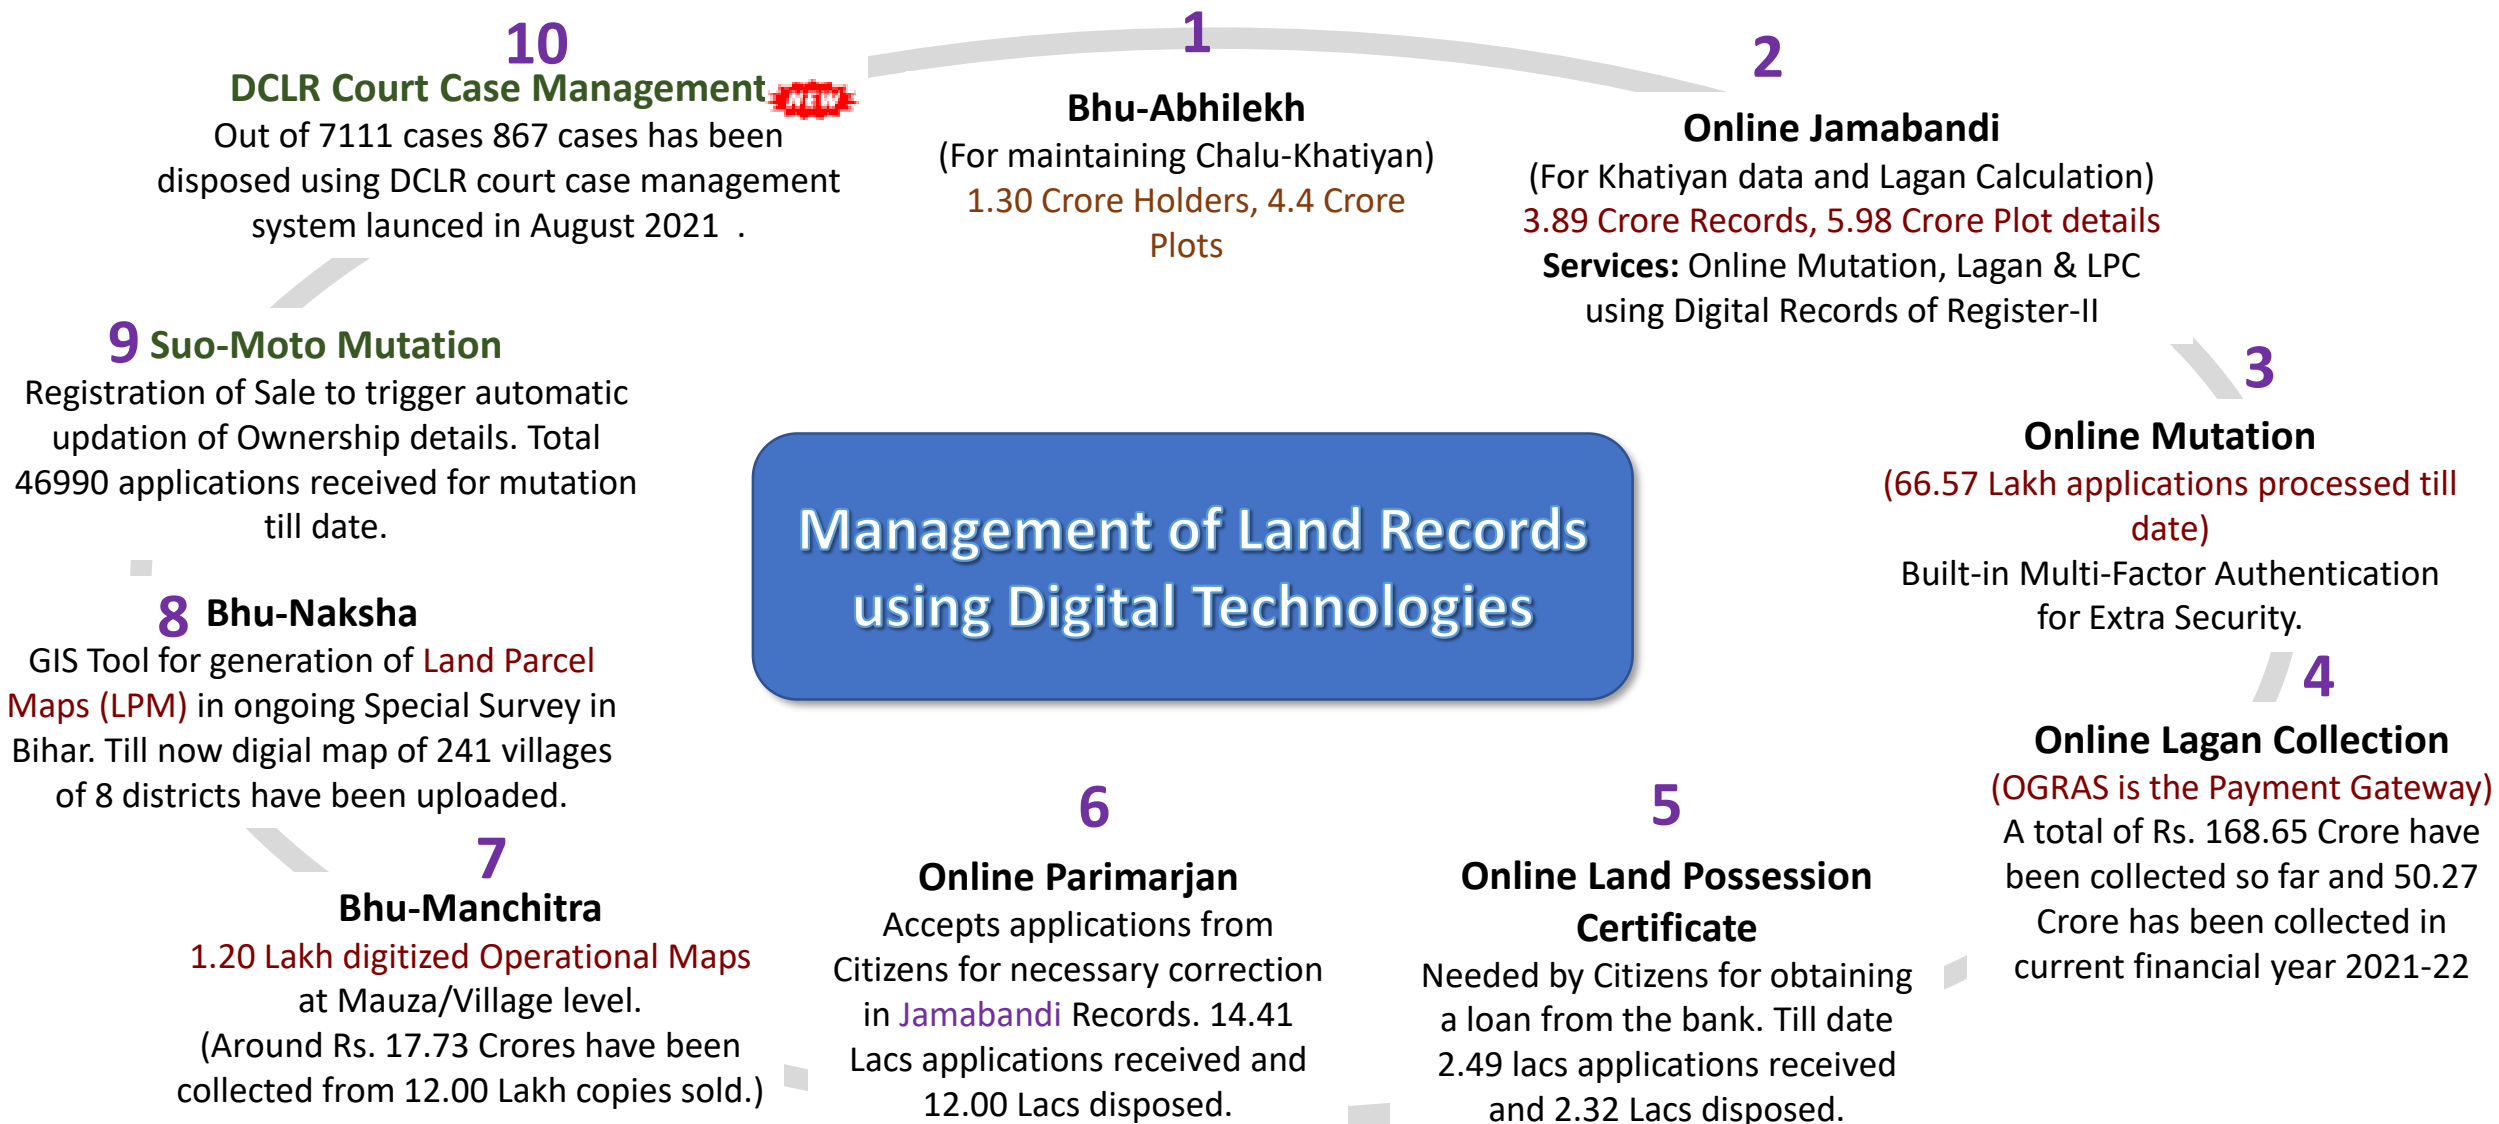 1
Bhu-Abhilekh
(For maintaining Chalu-Khatiyan)
1.30 Crore Holders, 4.4 Crore
Plots
2
Online Jamabandi
(For Khatiyan data and Lagan Calculation)
3.89 Crore Records, 5.98 Crore Plot details
Services: Online Mutation, Lagan & LPC
using Digital Records of Register-II
3
Online Mutation
(66.57 Lakh applications processed till
date)
Built-in Multi-Factor Authentication
for Extra Security.
4
Online Lagan Collection
(OGRAS is the Payment Gateway)
A total of Rs. 168.65 Crore have
been collected so far and 50.27
Crore has been collected in
current financial year 2021-22
5
Online Land Possession
Certificate
Needed by Citizens for obtaining
a loan from the bank. Till date
2.49 lacs applications received
and 2.32 Lacs disposed.
6
Online Parimarjan
Accepts applications from
Citizens for necessary correction
in Jamabandi Records. 14.41
Lacs applications received and
12.00 Lacs disposed.
7
Bhu-Manchitra
1.20 Lakh digitized Operational Maps
at Mauza/Village level.
(Around Rs. 17.73 Crores have been
collected from 12.00 Lakh copies sold.)
8 Bhu-Naksha
GIS Tool for generation of Land Parcel
Maps (LPM) in ongoing Special Survey in
Bihar. Till now digial map of 241 villages
of 8 districts have been uploaded.
9 Suo-Moto Mutation
Registration of Sale to trigger automatic
updation of Ownership details. Total
46990 applications received for mutation
till date.
10
DCLR Court Case Management NEW
Out of 7111 cases 867 cases has been
disposed using DCLR court case management
system launced in August 2021 .
Management of Land Records
using Digital Technologies